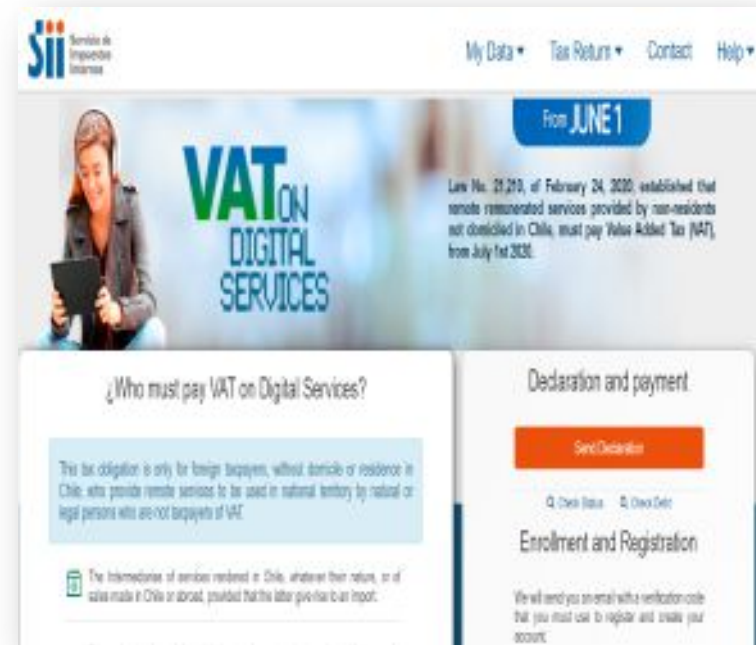 Sii
Servicio de
Impuestos
Internos
My Data ▾ Tax Return ▾ Contact Help ▾
From JUNE 1
VAT ON
DIGITAL
SERVICES
Law No. 21,210, of February 24, 2020, established that
remote remunerated services provided by non-residents
not domiciled in Chile, must pay Value Added Tax (VAT),
from July 1st 2020.
¿Who must pay VAT on Digital Services?
This tax obligation is only for foreign taxpayers, without domicile or residence in
Chile, who provide remote services to be used in national territory by natural or
legal persons who are not taxpayers of VAT.
The Intermediaries of services rendered in Chile, whatever their nature, or of
sales made in Chile or abroad, provided that the latter give rise to an import.
Declaration and payment
Send Declaration
Check Status Check Debt
Enrollment and Registration
We will send you an email with a verification code
that you must use to register and create your
account.